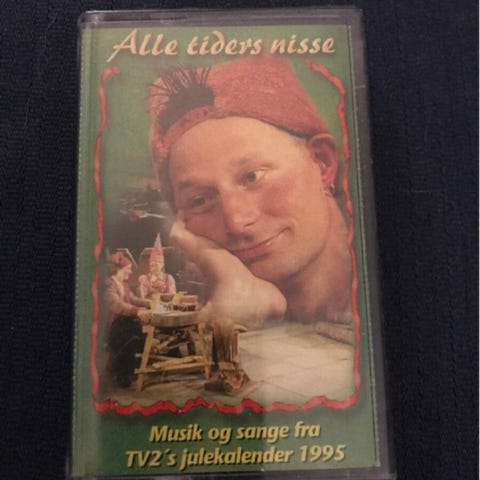 Alle tiders nisse
Musik og sange fra
TV2´s julekalender 1995